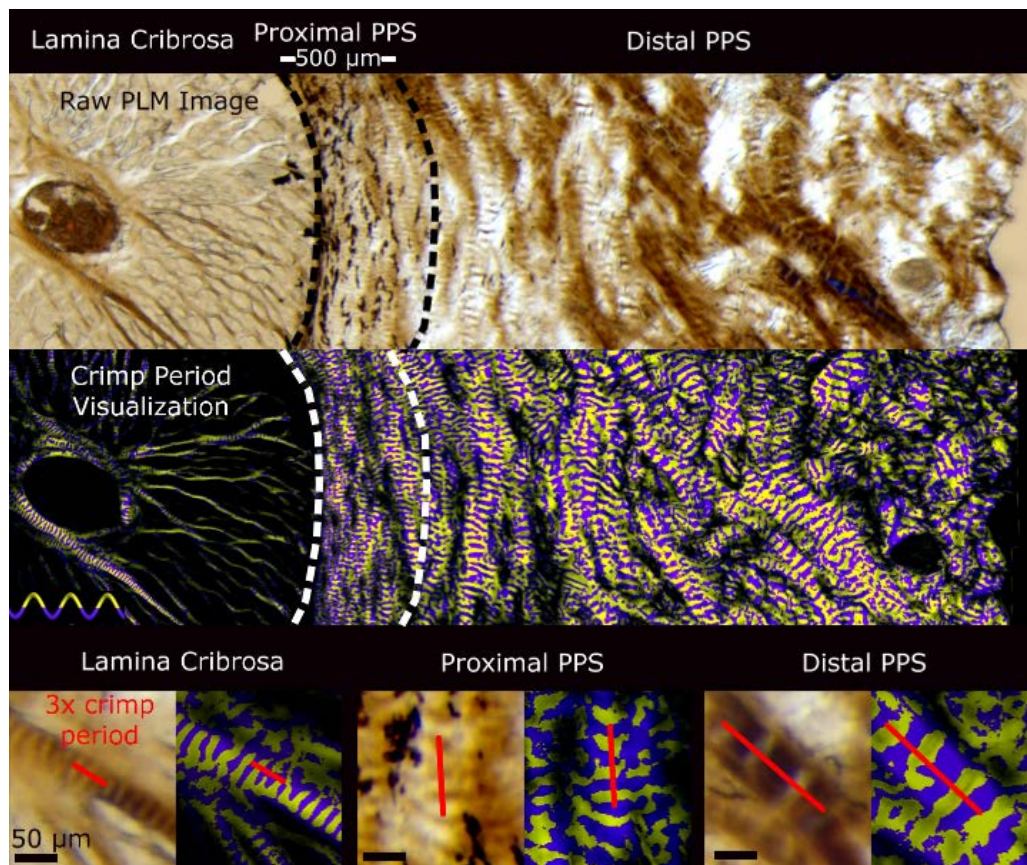 Lamina Cribrosa
Proximal PPS
500 µm
Distal PPS
Raw PLM Image
Crimp Period
Visualization
Lamina Cribrosa
Proximal PPS
Distal PPS
3x crimp
period
50 µm